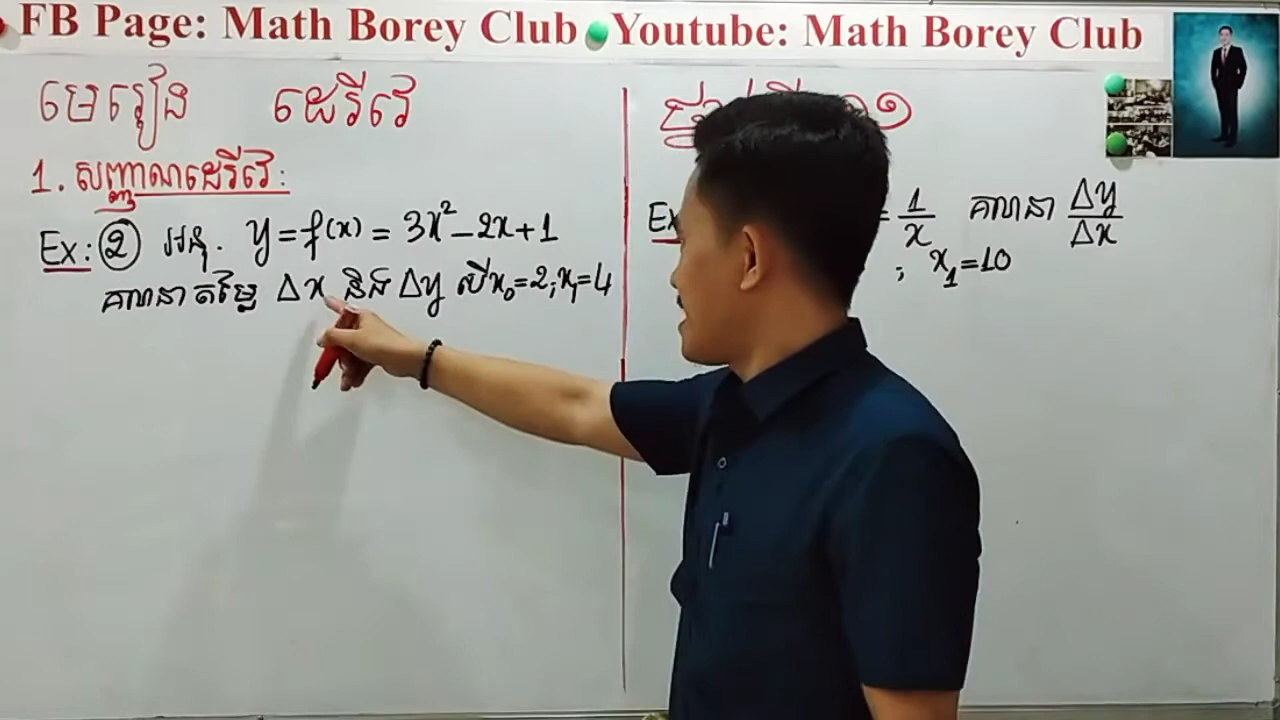 FB Page: Math Borey Club Youtube: Math Borey Club
មេរៀន ដេរីវេ
1. សញ្ញាណដេរីវេ:
Ex: ② អនុ. y = f(x) = 3x² - 2x + 1
គណនាតម្លៃ Δx និង Δy បើ x₀ = 2; x₁ = 4
Ex = 1/x គណនា Δy/Δx
; x₁ = 10